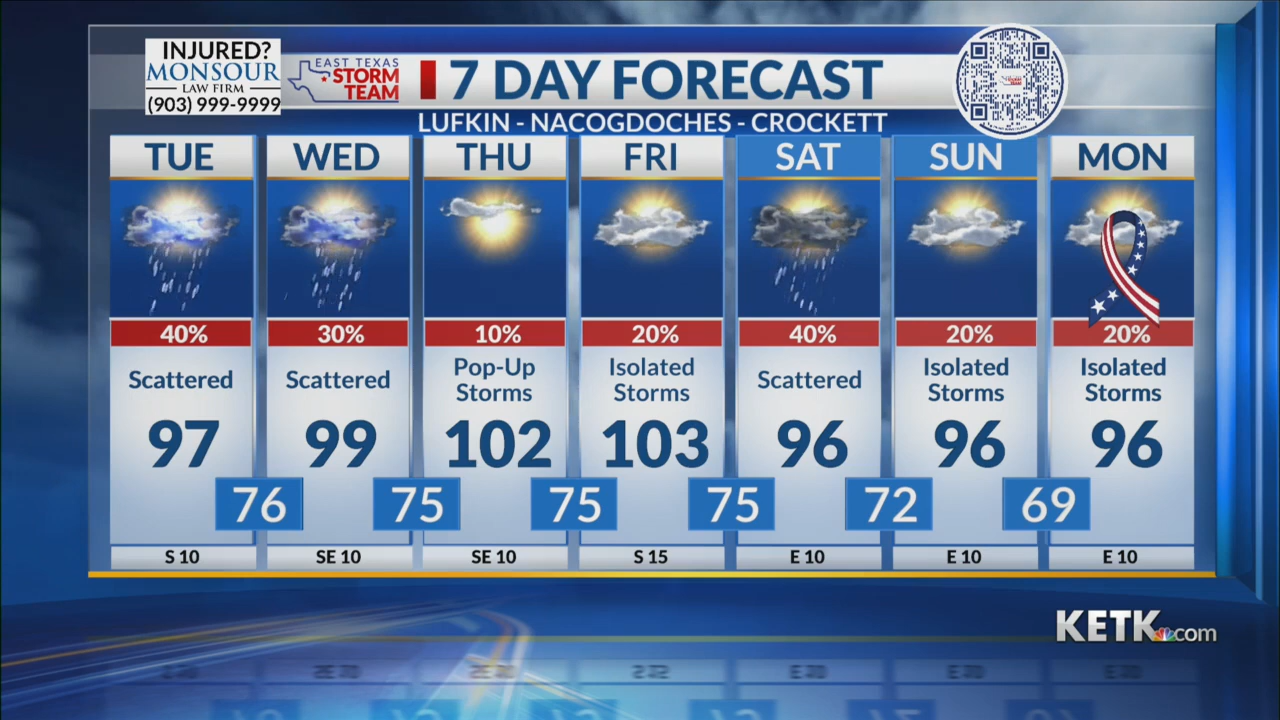 INJURED?
MONSOUR
LAW FIRM
(903) 999-9999
EAST TEXAS
STORM
TEAM
7 DAY FORECAST
LUFKIN - NACOGDOCHES - CROCKETT
TUE WED THU FRI SAT SUN MON
40% 30% 10% 20% 40% 20% 20%
Scattered Scattered Pop-Up Storms Isolated Storms Scattered Isolated Storms Isolated Storms
97 99 102 103 96 96 96
76 75 75 75 72 69
S 10 SE 10 SE 10 S 15 E 10 E 10 E 10
KETK.com